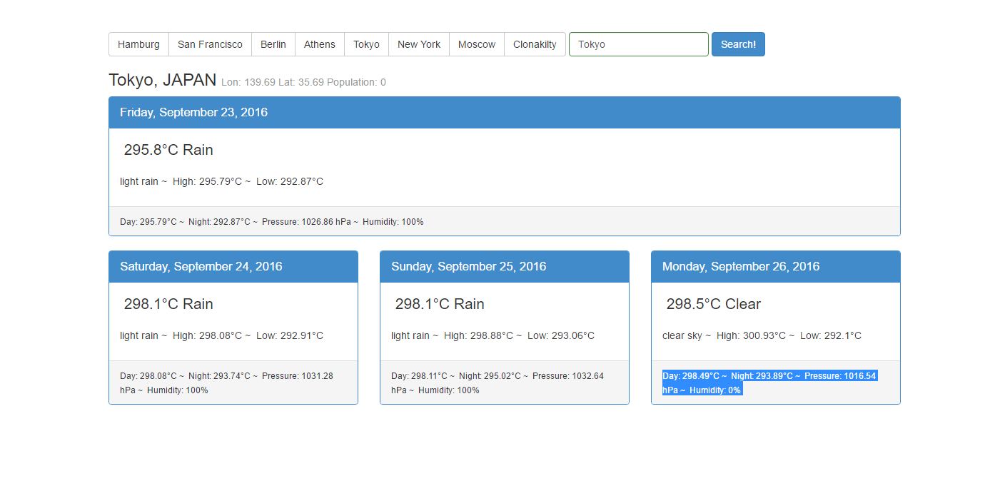 Hamburg San Francisco Berlin Athens Tokyo New York Moscow Clonakilty Tokyo Search!
Tokyo, JAPAN Lon: 139.69 Lat: 35.69 Population: 0
Friday, September 23, 2016
295.8°C Rain
light rain ~ High: 295.79°C ~ Low: 292.87°C
Day: 295.79°C ~ Night: 292.87°C ~ Pressure: 1026.86 hPa ~ Humidity: 100%
Saturday, September 24, 2016
298.1°C Rain
light rain ~ High: 298.08°C ~ Low: 292.91°C
Day: 298.08°C ~ Night: 293.74°C ~ Pressure: 1031.28
hPa ~ Humidity: 100%
Sunday, September 25, 2016
298.1°C Rain
light rain ~ High: 298.88°C ~ Low: 293.06°C
Day: 298.11°C ~ Night: 295.02°C ~ Pressure: 1032.64
hPa ~ Humidity: 100%
Monday, September 26, 2016
298.5°C Clear
clear sky ~ High: 300.93°C ~ Low: 292.1°C
Day: 298.49°C ~ Night: 293.89°C ~ Pressure: 1016.54
hPa ~ Humidity: 0%